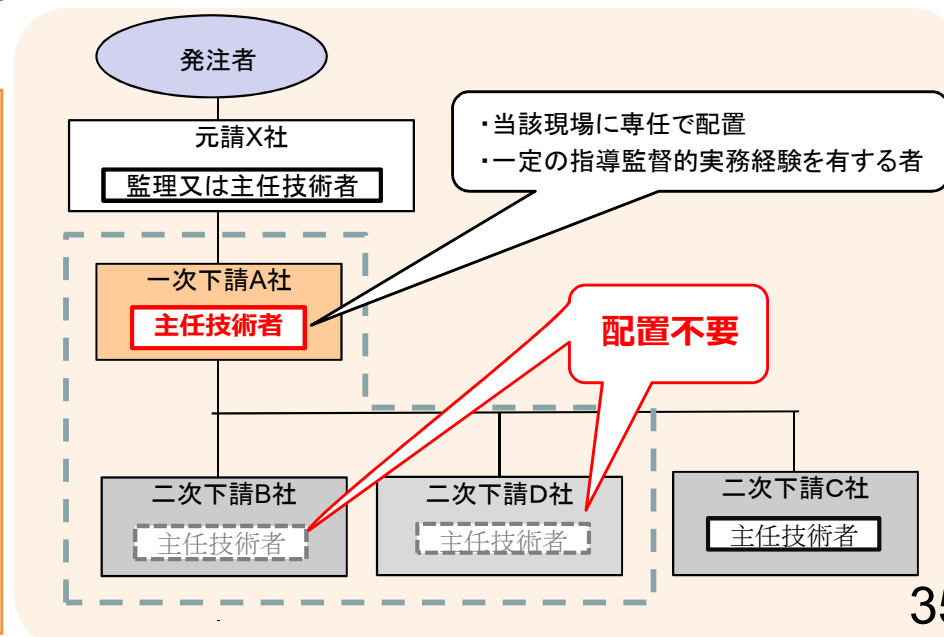 発注者
元請X社
監理又は主任技術者
・当該現場に専任で配置
・一定の指導監督的実務経験を有する者
一次下請A社
主任技術者
配置不要
二次下請B社
主任技術者
二次下請D社
主任技術者
二次下請C社
主任技術者
35